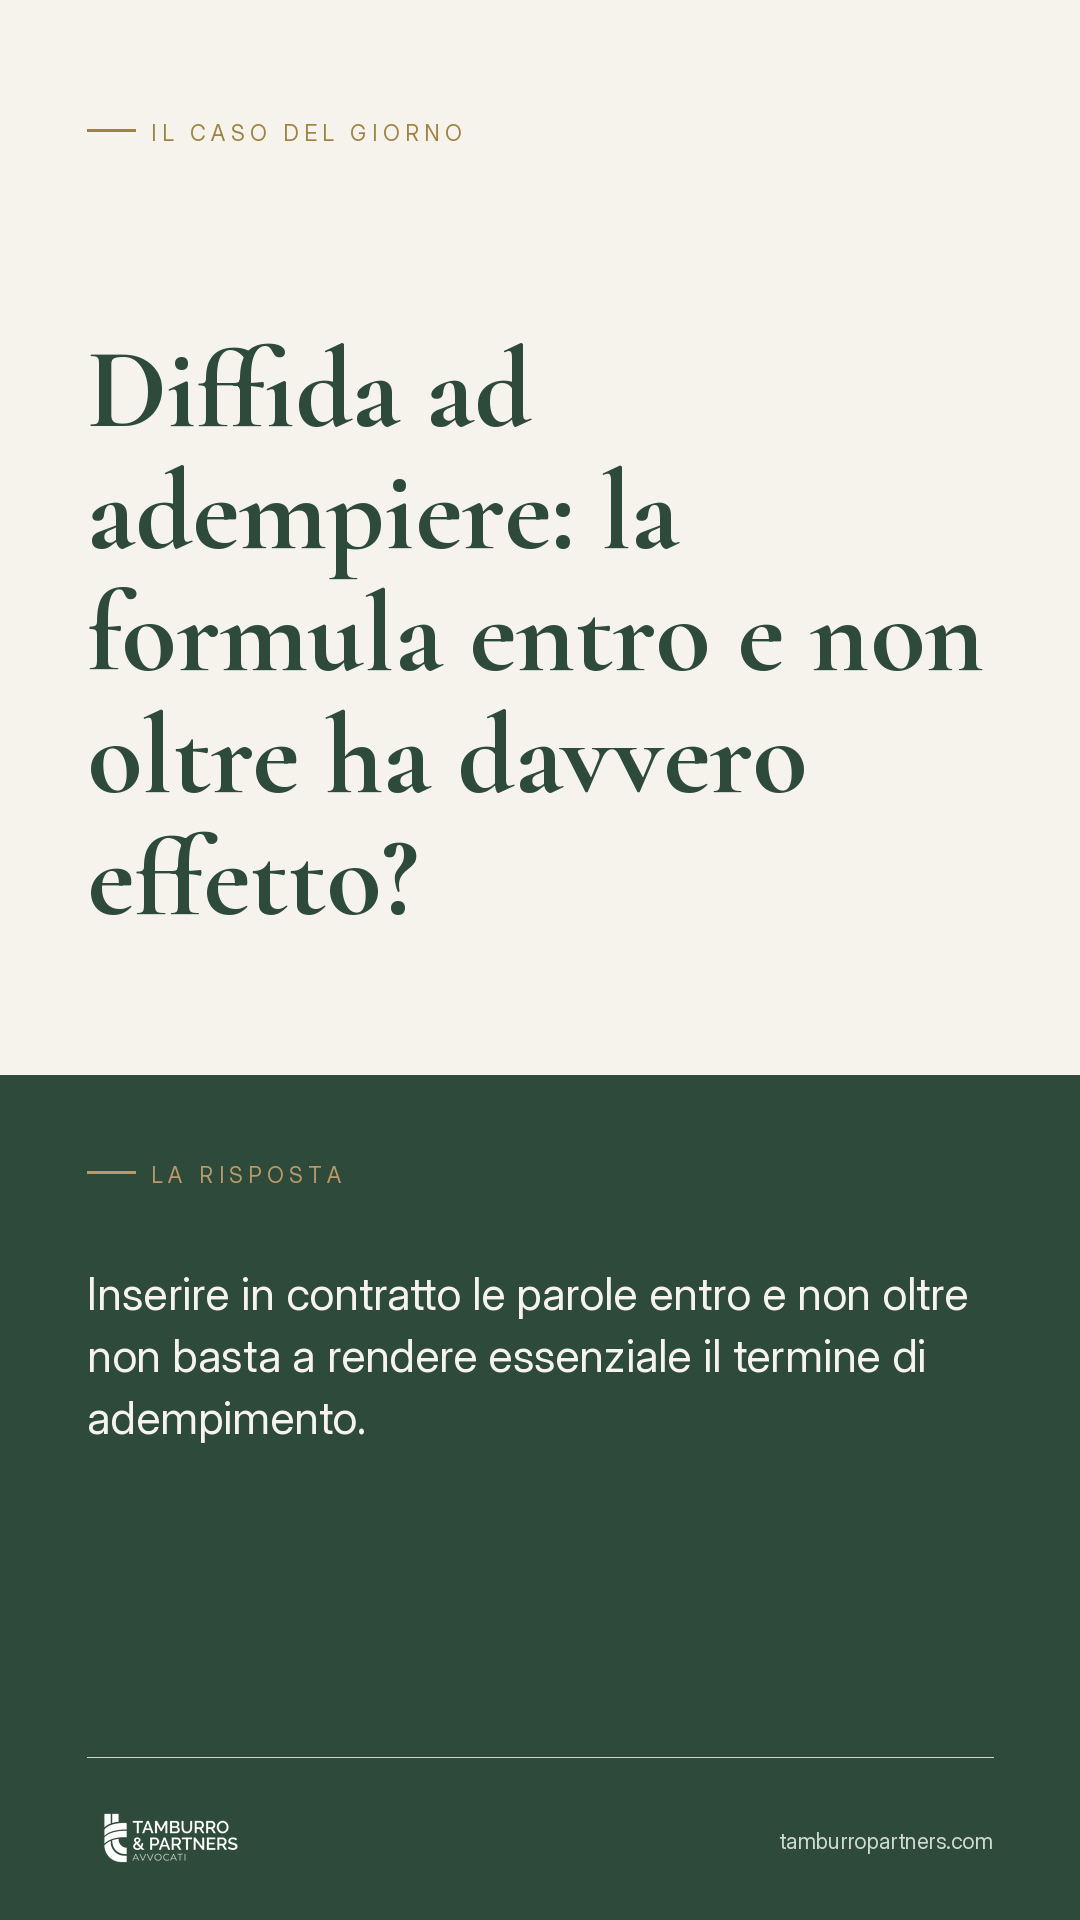 IL CASO DEL GIORNO
Diffida ad
adempiere: la
formula entro e non
oltre ha davvero
effetto?
LA RISPOSTA
Inserire in contratto le parole entro e non oltre
non basta a rendere essenziale il termine di
adempimento.
TAMBURRO
& PARTNERS
AVVOCATI
tamburropartners.com